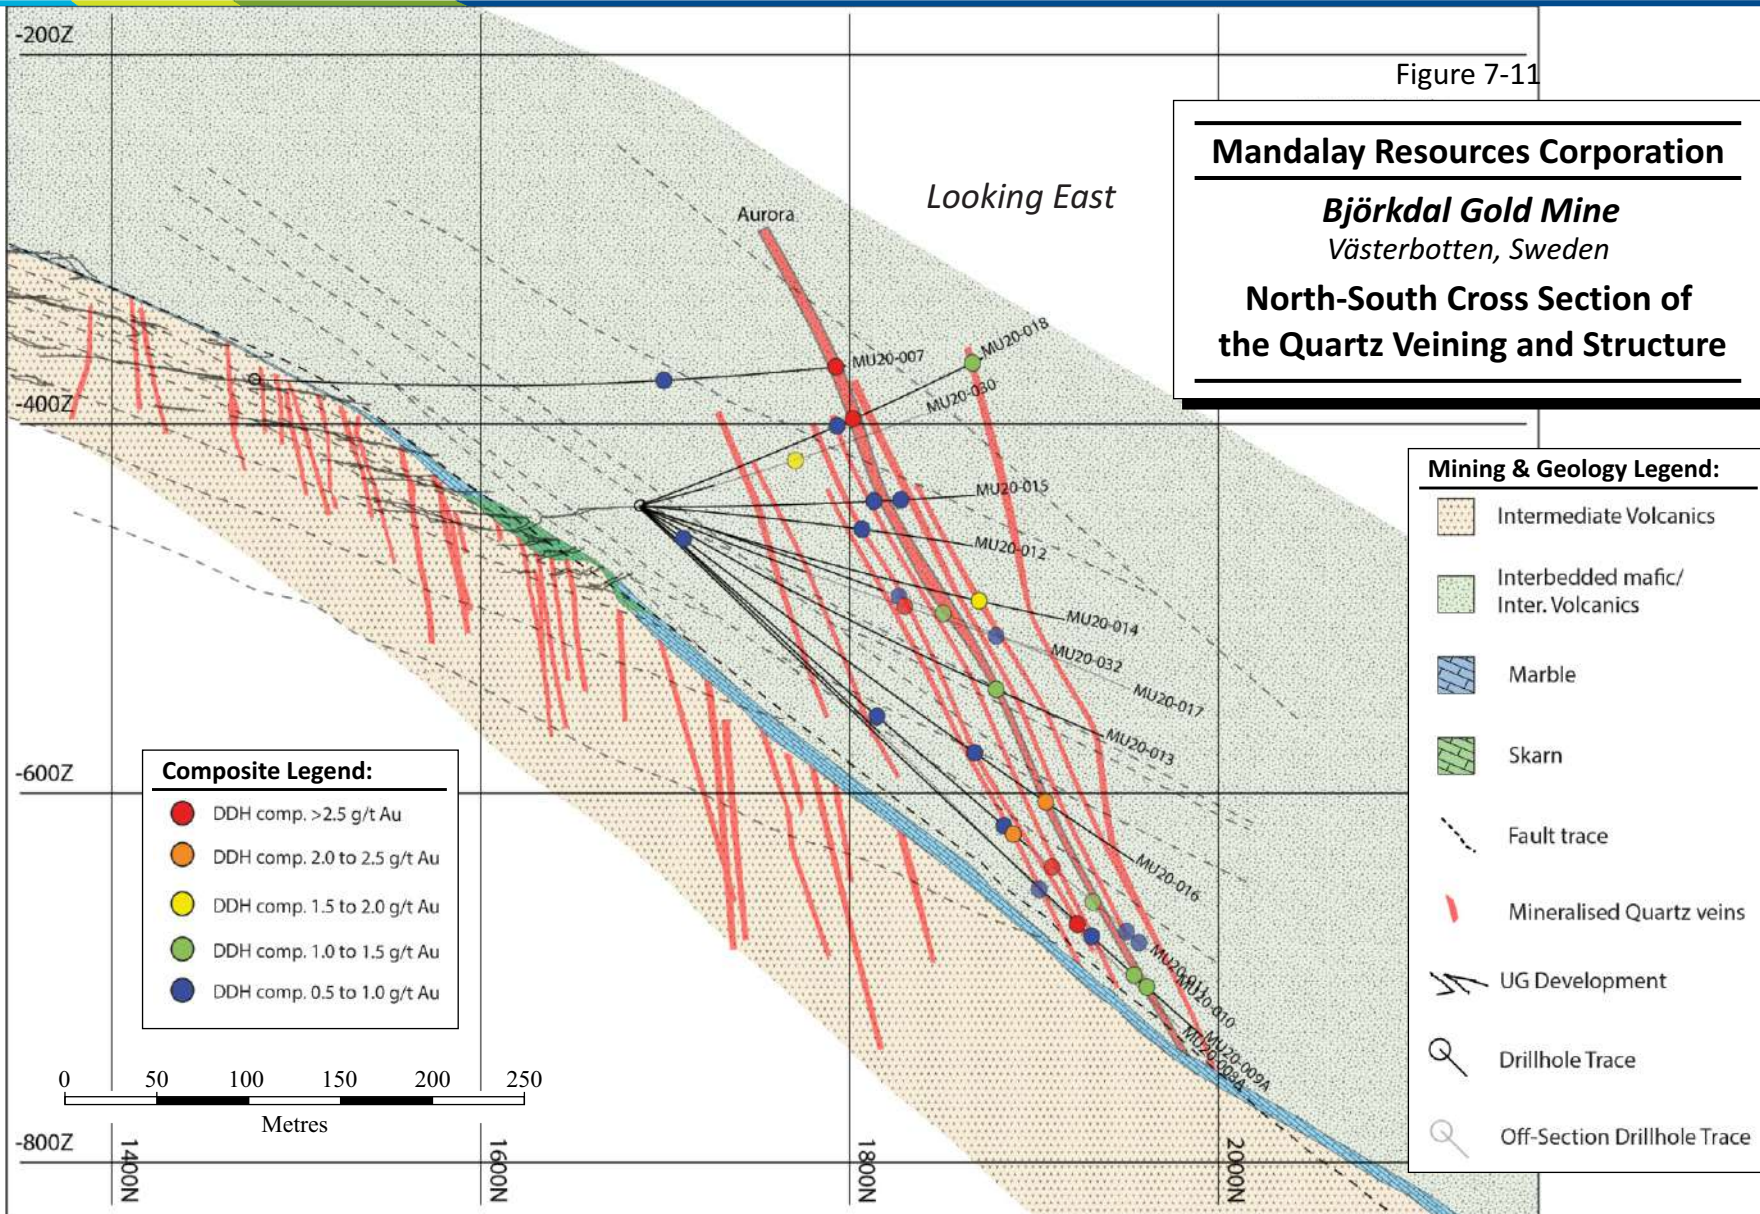 -200Z
Figure 7-11
Mandalay Resources Corporation
Björkdal Gold Mine
Västerbotten, Sweden
North-South Cross Section of
the Quartz Veining and Structure
Looking East
Aurora
MU20-018
MU20-007
MU20-030
-400Z
MU20-015
MU20-012
MU20-014
MU20-032
MU20-017
MU20-013
MU20-016
MU20-011
MU20-010
MU20-009A
MU20-008A
Mining & Geology Legend:
Intermediate Volcanics
Interbedded mafic/
Inter. Volcanics
Marble
Skarn
Fault trace
Mineralised Quartz veins
UG Development
Drillhole Trace
Off-Section Drillhole Trace
-600Z
Composite Legend:
DDH comp. >2.5 g/t Au
DDH comp. 2.0 to 2.5 g/t Au
DDH comp. 1.5 to 2.0 g/t Au
DDH comp. 1.0 to 1.5 g/t Au
DDH comp. 0.5 to 1.0 g/t Au
0 50 100 150 200 250
Metres
-800Z
1400N
1600N
1800N
2000N